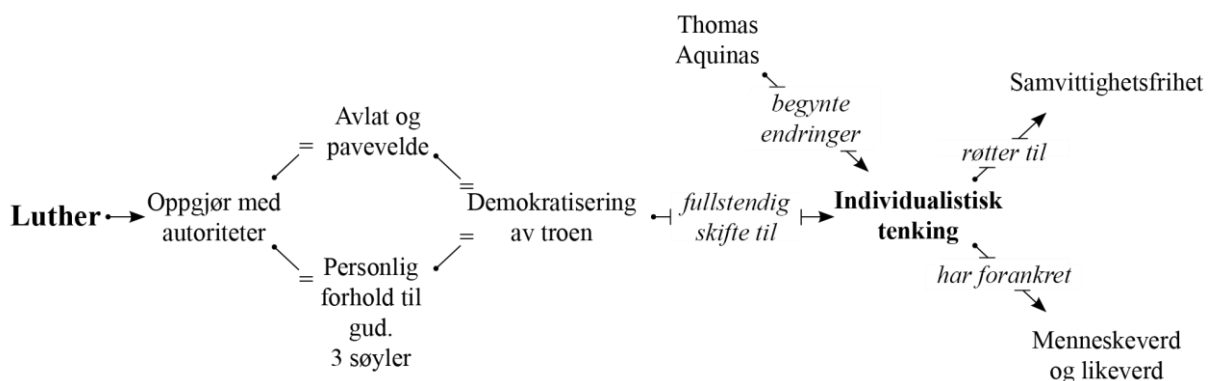 Luther
Oppgjør med
autoriteter
=
Avlat og
pavevelde
=
Personlig
forhold til
gud.
3 søyler
=
=
Demokratisering
av troen
fullstendig
skifte til
Thomas
Aquinas
begynte
endringer
Individualistisk
tenking
røtter til
Samvittighetsfrihet
har forankret
Menneskeverd
og likeverd